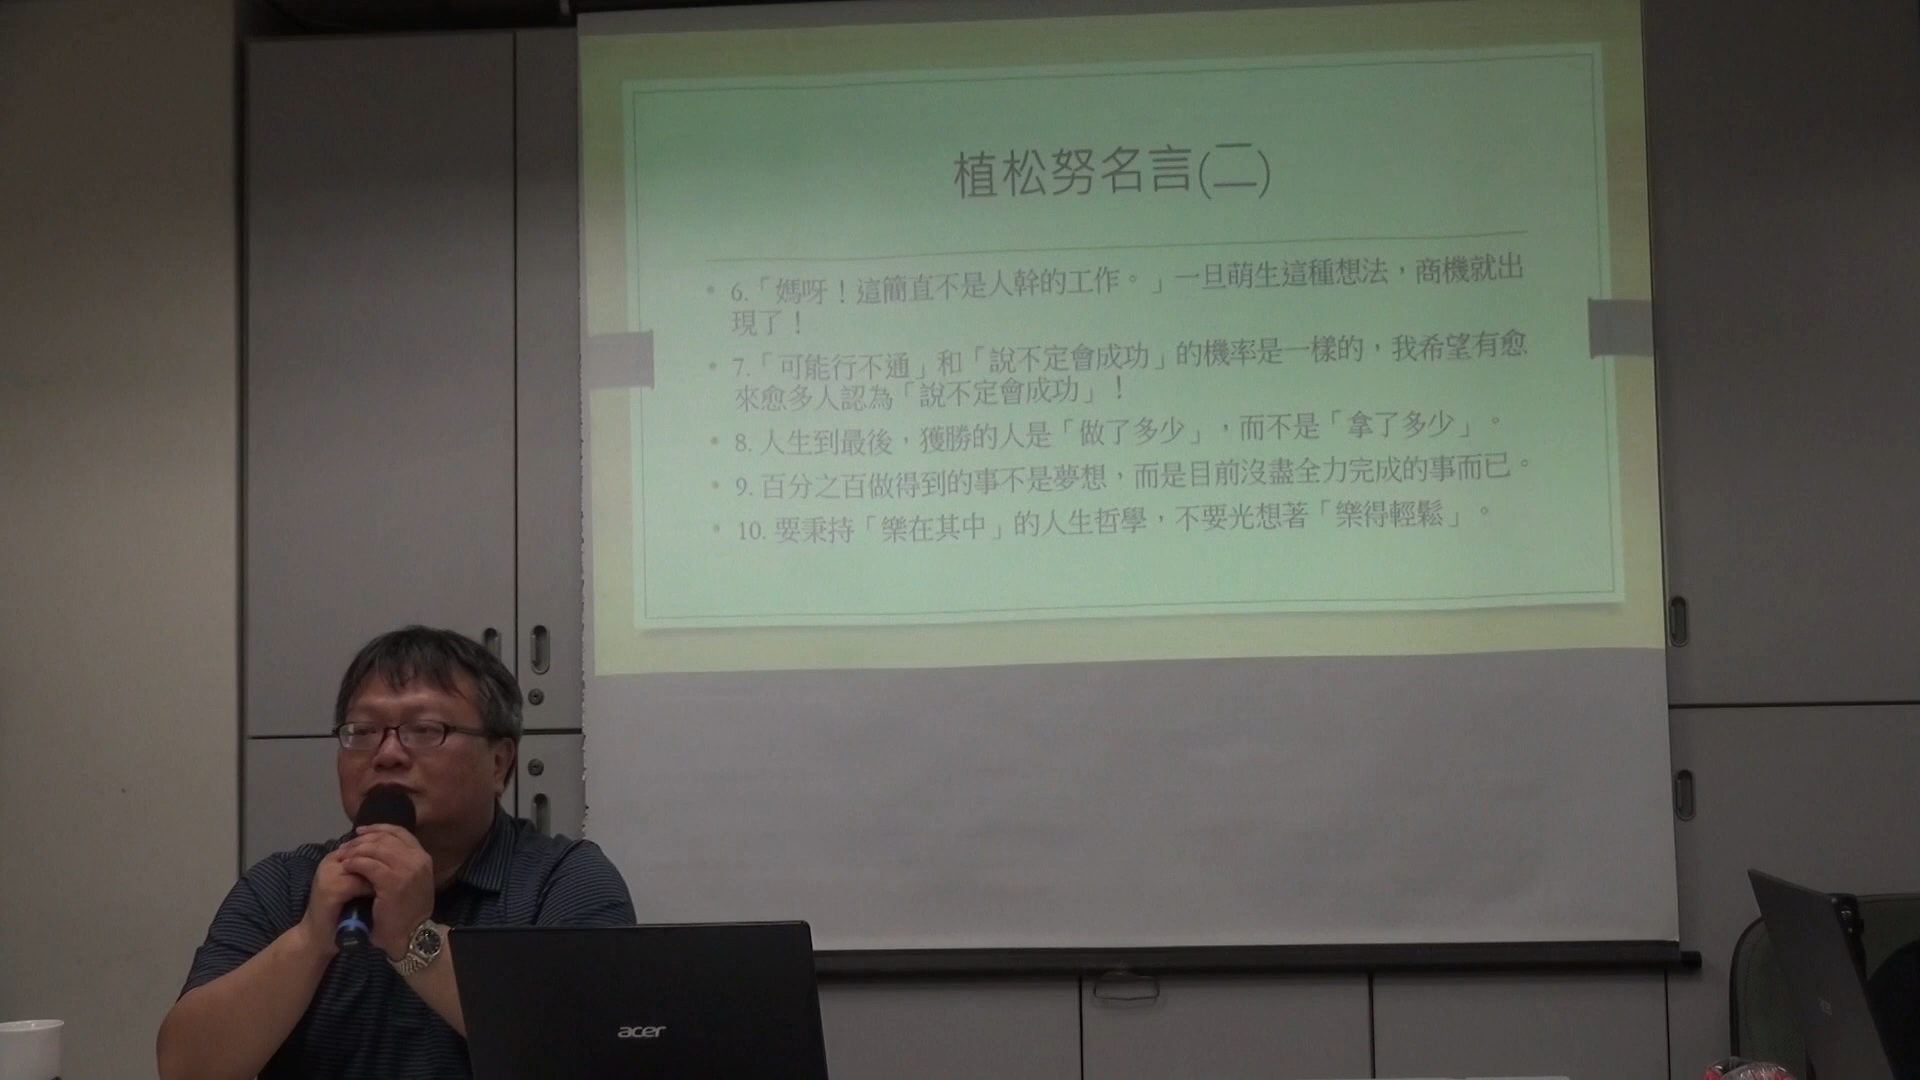 植松努名言(二)
• 6.「媽呀！這簡直不是人幹的工作。」一旦萌生這種想法，商機就出
現了！
• 7.「可能行不通」和「說不定會成功」的機率是一樣的，我希望有愈
來愈多人認為「說不定會成功」！
• 8. 人生到最後，獲勝的人是「做了多少」，而不是「拿了多少」。
• 9. 百分之百做得到的事不是夢想，而是目前沒盡全力完成的事而已。
• 10. 要秉持「樂在其中」的人生哲學，不要光想著「樂得輕鬆」。
acer